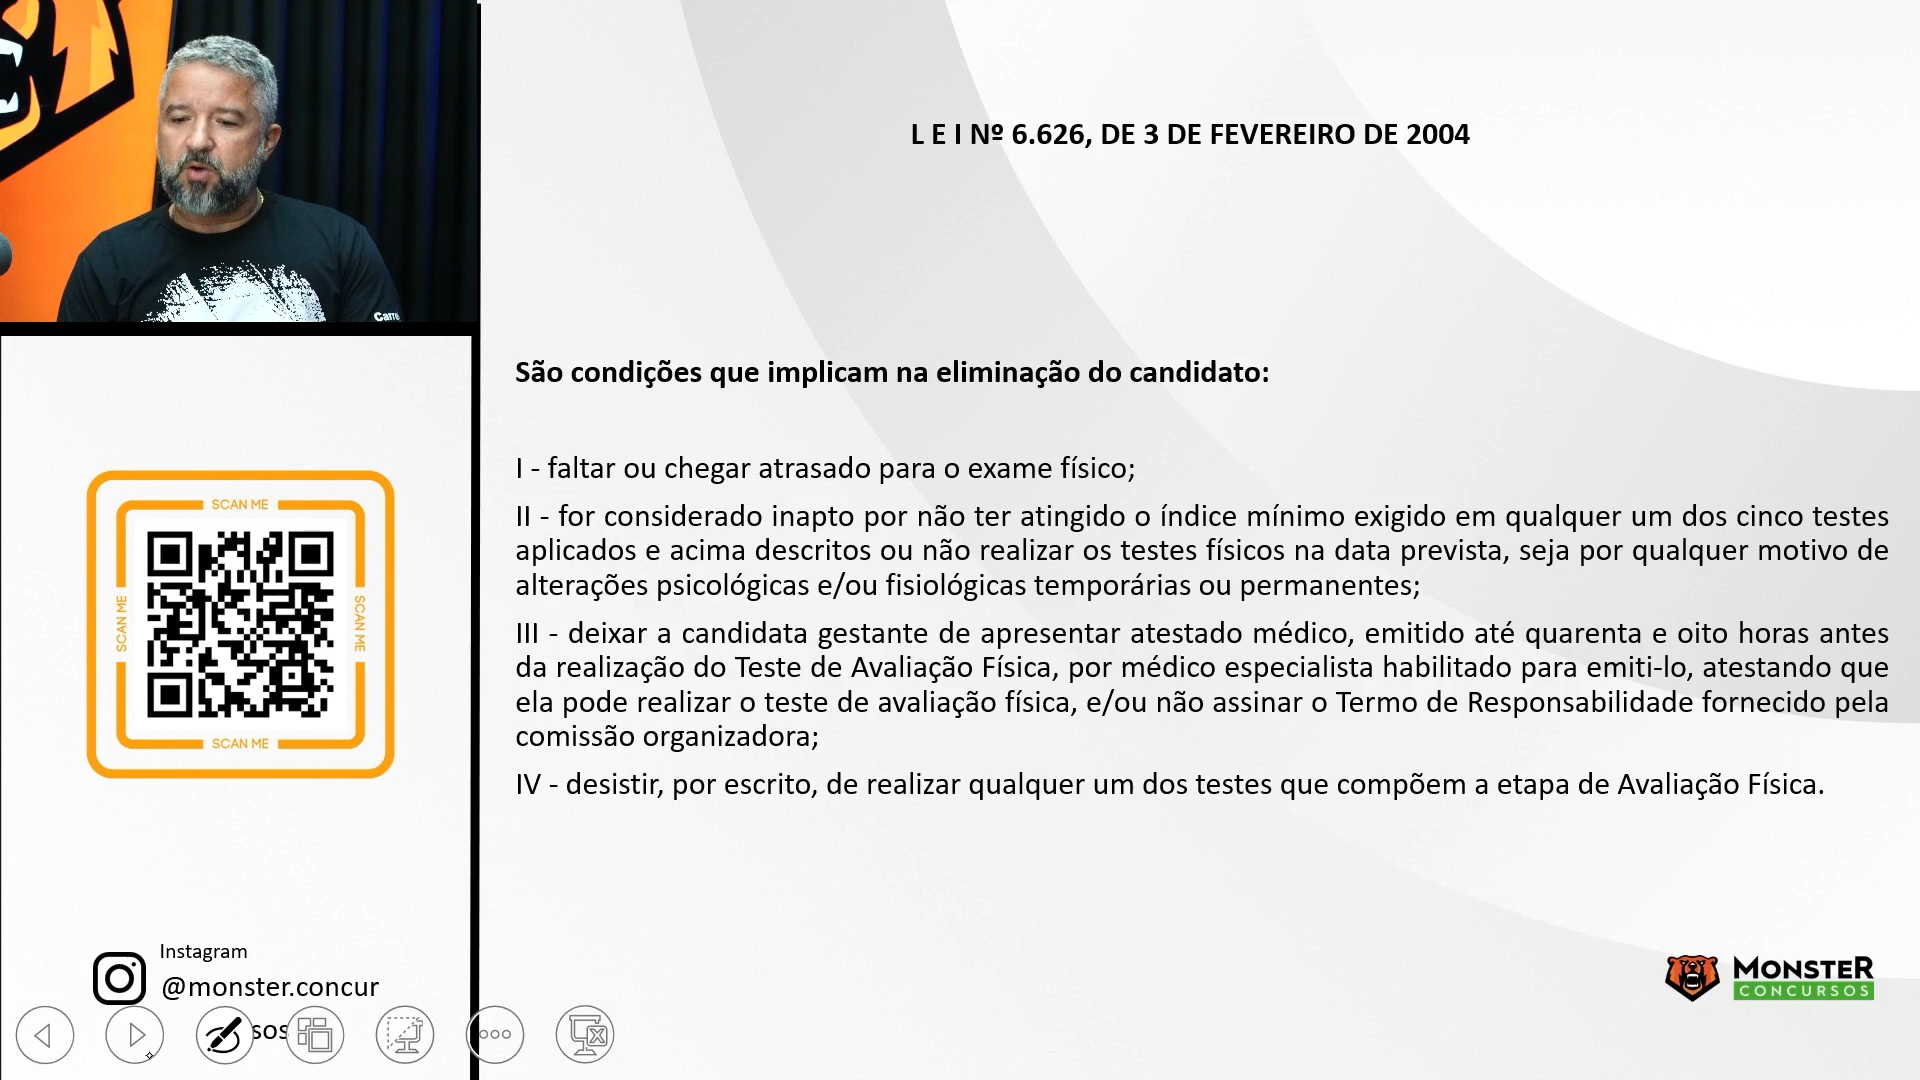 L E I Nº 6.626, DE 3 DE FEVEREIRO DE 2004
São condições que implicam na eliminação do candidato:
I - faltar ou chegar atrasado para o exame físico;
II - for considerado inapto por não ter atingido o índice mínimo exigido em qualquer um dos cinco testes
aplicados e acima descritos ou não realizar os testes físicos na data prevista, seja por qualquer motivo de
alterações psicológicas e/ou fisiológicas temporárias ou permanentes;
III - deixar a candidata gestante de apresentar atestado médico, emitido até quarenta e oito horas antes
da realização do Teste de Avaliação Física, por médico especialista habilitado para emiti-lo, atestando que
ela pode realizar o teste de avaliação física, e/ou não assinar o Termo de Responsabilidade fornecido pela
comissão organizadora;
IV - desistir, por escrito, de realizar qualquer um dos testes que compõem a etapa de Avaliação Física.
SCAN ME
SCAN ME
SCAN ME
SCAN ME
Instagram
@monster.concur
sos
MONSTER
CONCURSOS